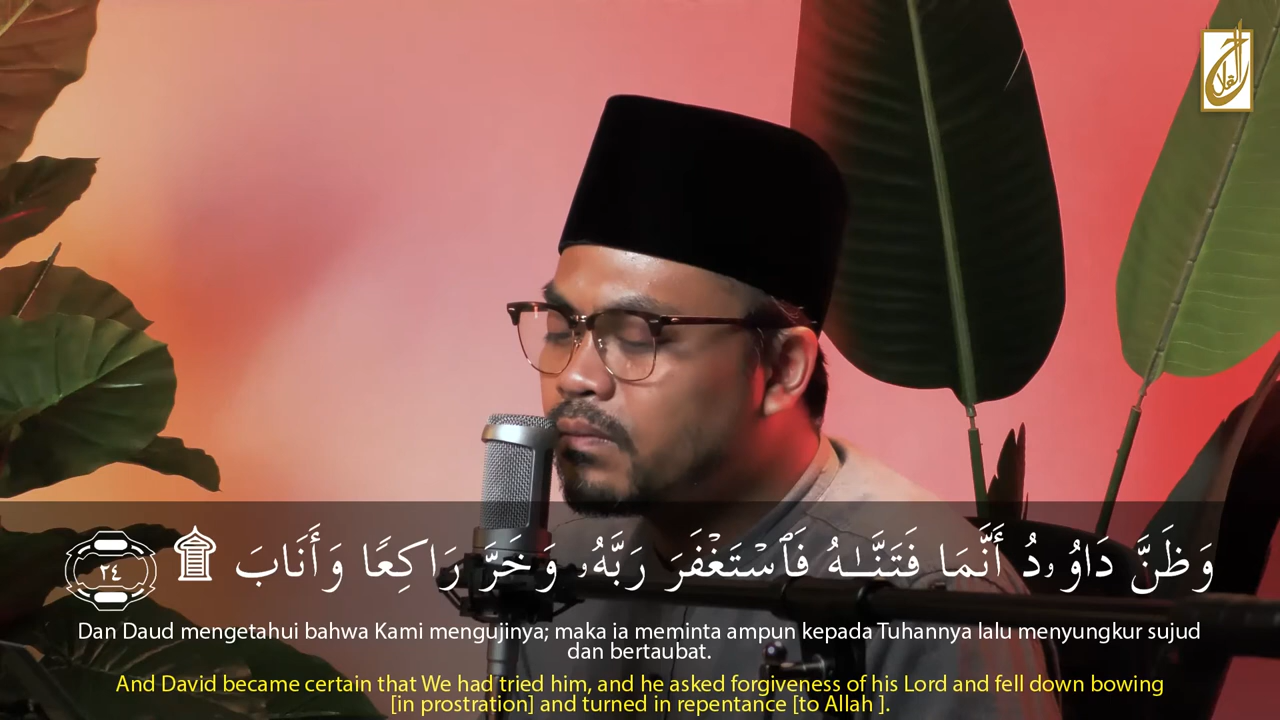 وَظَنَّ دَاوُۥدُ أَنَّمَا فَتَنَّـٰهُ فَٱسْتَغْفَرَ رَبَّهُۥ وَخَرَّ رَاكِعًا وَأَنَابَ ۩ ٢٤
Dan Daud mengetahui bahwa Kami mengujinya; maka ia meminta ampun kepada Tuhannya lalu menyungkur sujud
dan bertaubat.
And David became certain that We had tried him, and he asked forgiveness of his Lord and fell down bowing
[in prostration] and turned in repentance [to Allah ].